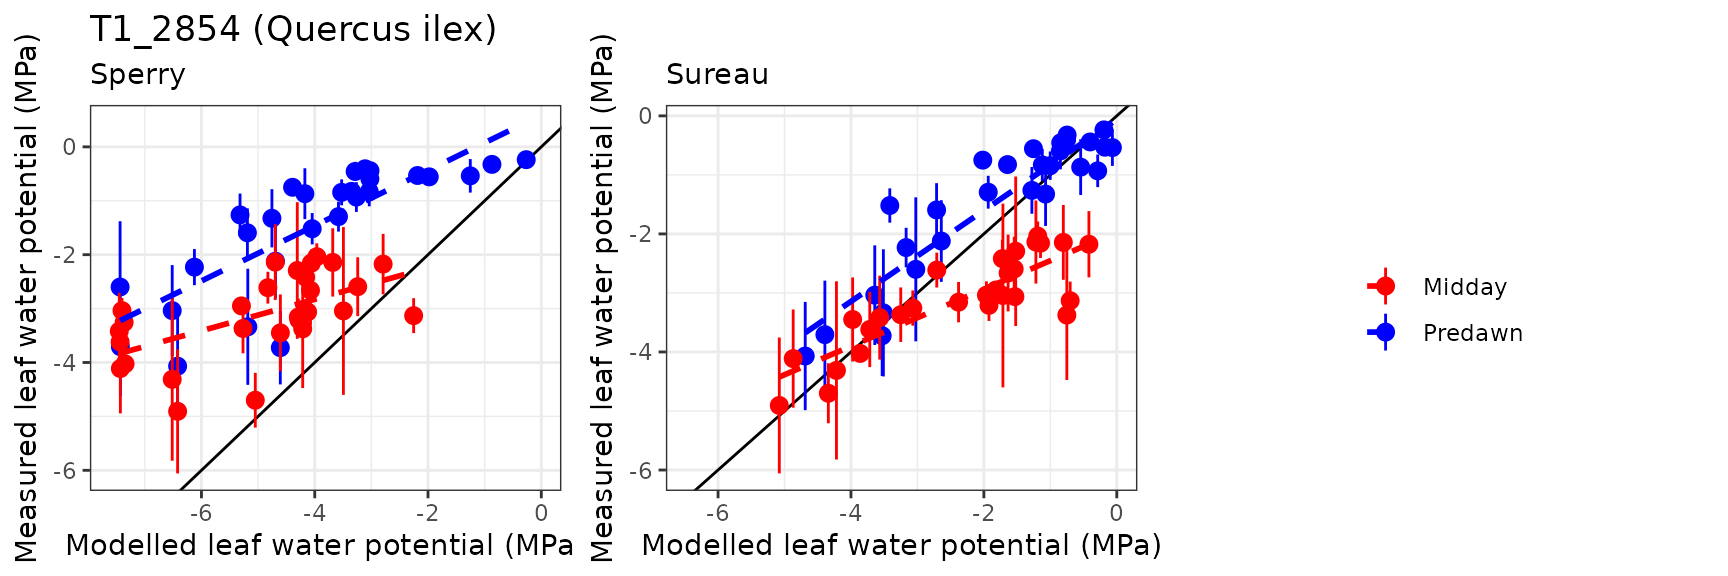 T1_2854 (Quercus ilex)
Sperry
Measured leaf water potential (MPa)
0
-2
-4
-6
-6
-4
-2
0
Modelled leaf water potential (MPa
Sureau
Measured leaf water potential (MPa)
0
-2
-4
-6
-6
-4
-2
0
Modelled leaf water potential (MPa)
Midday
Predawn